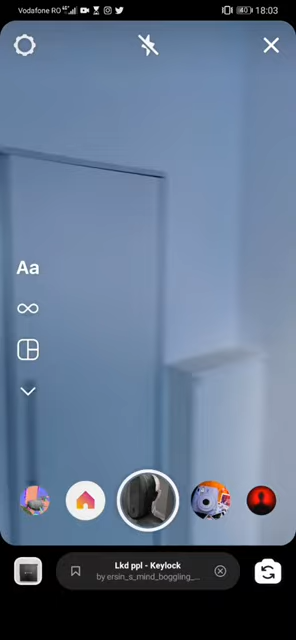 Vodafone RO 18:03
Aa
Lkd ppl - Keylock
by ersin_s_mind_boggling_...